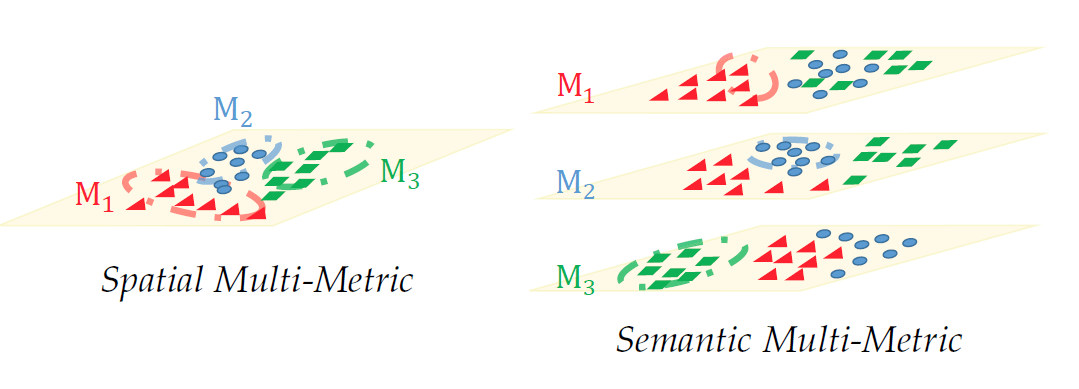 M₂
M₁
M₃
Spatial Multi-Metric
M₁
M₂
M₃
Semantic Multi-Metric